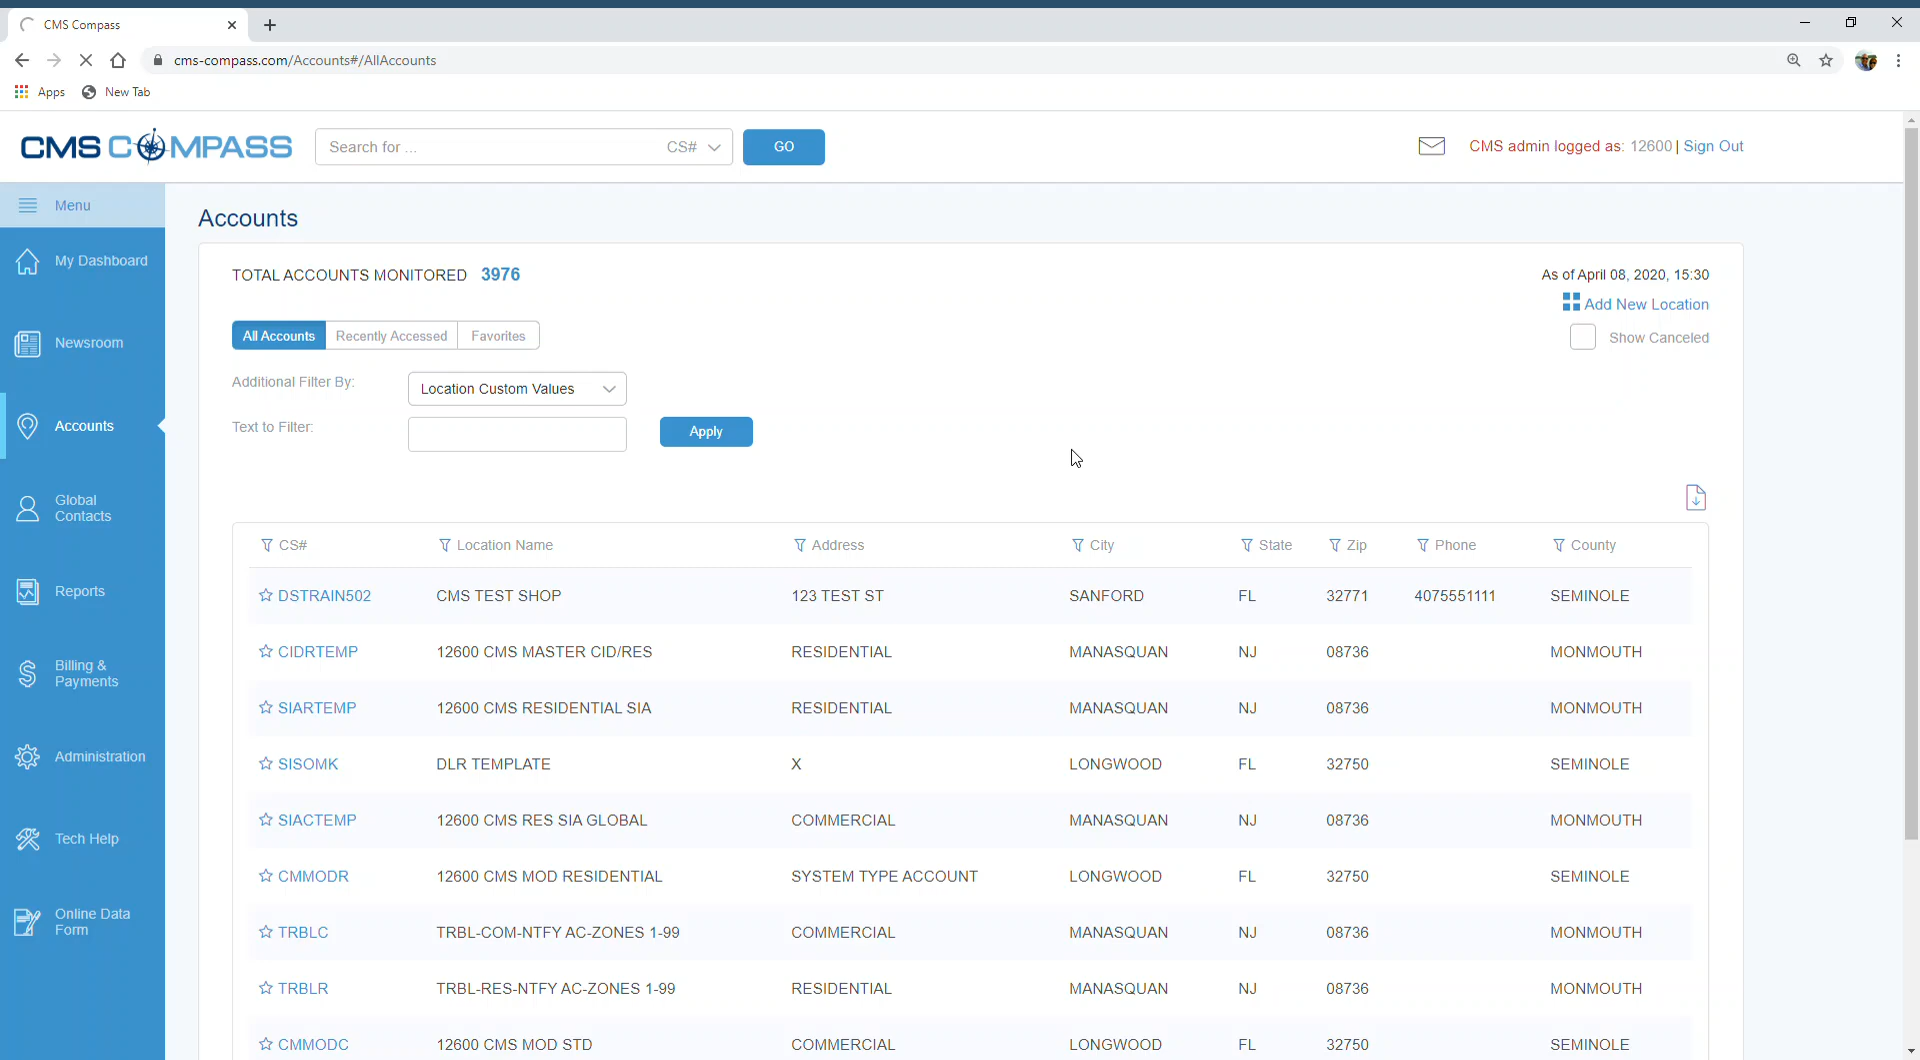 CMS Compass
cms-compass.com/Accounts#/AllAccounts
Apps New Tab
CMS COMPASS
Search for ... CS# GO
CMS admin logged as: 12600 | Sign Out
Menu
My Dashboard
Newsroom
Accounts
Global
Contacts
Reports
Billing &
Payments
Administration
Tech Help
Online Data
Form
Accounts
TOTAL ACCOUNTS MONITORED 3976
As of April 08, 2020, 15:30
Add New Location
Show Canceled
All Accounts Recently Accessed Favorites
Additional Filter By: Location Custom Values
Text to Filter: Apply
CS# Location Name Address City State Zip Phone County
DSTRAIN502 CMS TEST SHOP 123 TEST ST SANFORD FL 32771 4075551111 SEMINOLE
CIDRTEMP 12600 CMS MASTER CID/RES RESIDENTIAL MANASQUAN NJ 08736 MONMOUTH
SIARTEMP 12600 CMS RESIDENTIAL SIA RESIDENTIAL MANASQUAN NJ 08736 MONMOUTH
SISOMK DLR TEMPLATE X LONGWOOD FL 32750 SEMINOLE
SIACTEMP 12600 CMS RES SIA GLOBAL COMMERCIAL MANASQUAN NJ 08736 MONMOUTH
CMMODR 12600 CMS MOD RESIDENTIAL SYSTEM TYPE ACCOUNT LONGWOOD FL 32750 SEMINOLE
TRBLC TRBL-COM-NTFY AC-ZONES 1-99 COMMERCIAL MANASQUAN NJ 08736 MONMOUTH
TRBLR TRBL-RES-NTFY AC-ZONES 1-99 RESIDENTIAL MANASQUAN NJ 08736 MONMOUTH
CMMODC 12600 CMS MOD STD COMMERCIAL LONGWOOD FL 32750 SEMINOLE